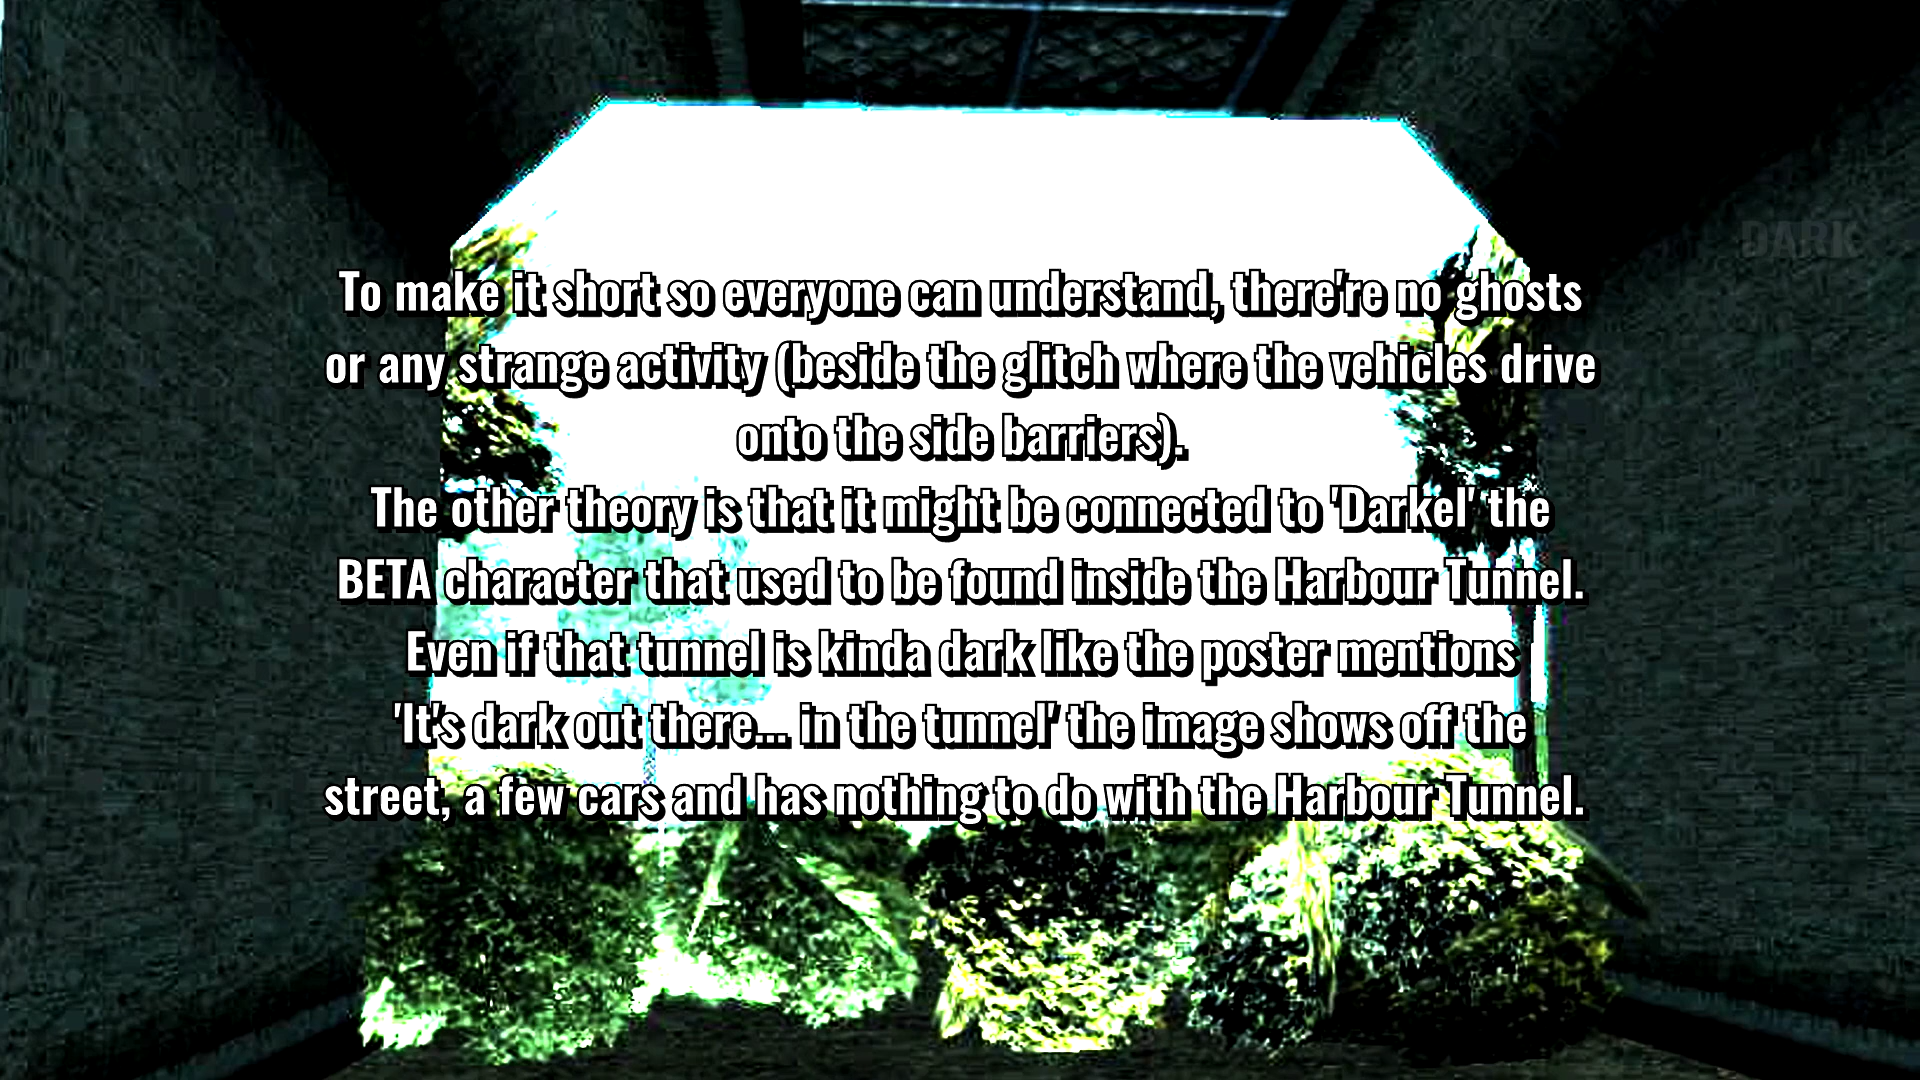 DARK
To make it short so everyone can understand, there're no ghosts
or any strange activity (beside the glitch where the vehicles drive
onto the side barriers).
The other theory is that it might be connected to 'Darkel' the
BETA character that used to be found inside the Harbour Tunnel.
Even if that tunnel is kinda dark like the poster mentions
'It's dark out there... in the tunnel' the image shows off the
street, a few cars and has nothing to do with the Harbour Tunnel.